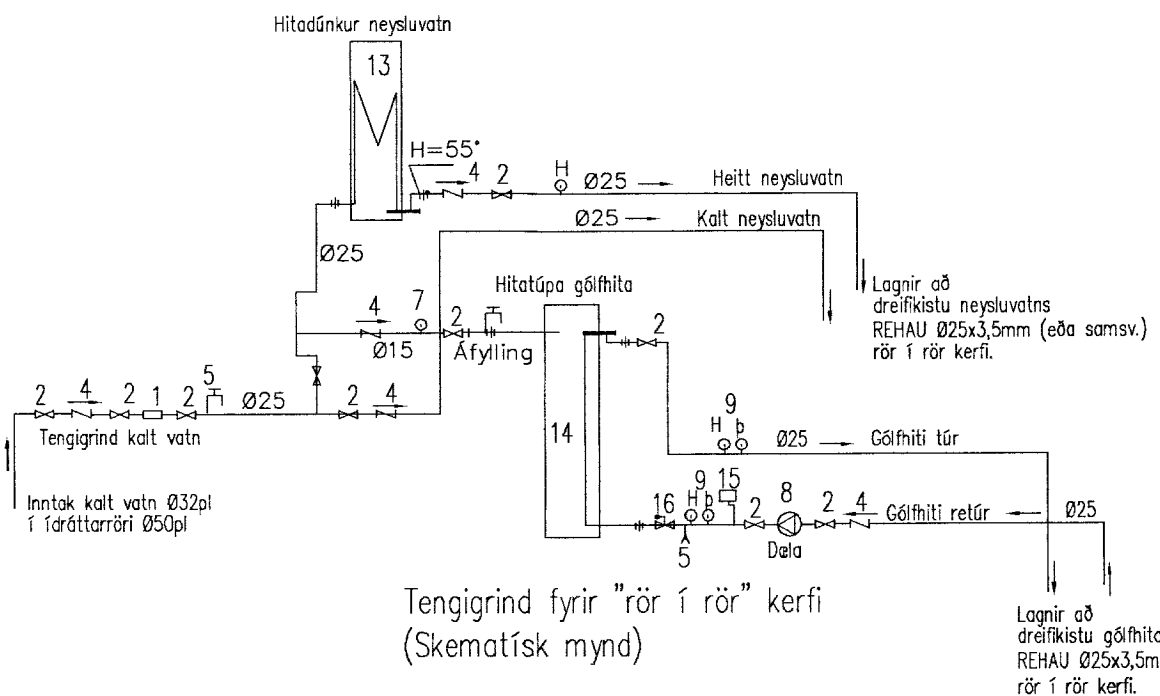 Hitadúnkur neysluvatn
13
H=55°
4
2
H
Ø25
Heitt neysluvatn
Ø25
Kalt neysluvatn
Ø25
Lagnir að
dreifikistu neysluvatns
REHAU Ø25x3,5mm (eða samsv.)
rör í rör kerfi.
4
7
2
Hitatúpa gólfhita
Ø15
Áfylling
2
2
4
2
1
2
5
Ø25
2
4
Tengigrind kalt vatn
14
9
H þ
Ø25
Gólfhiti túr
Inntak kalt vatn Ø32pl
í ídráttarröri Ø50pl
16
9
H þ
15
2
8
2
4
Gólfhiti retúr
Ø25
5
Dæla
Tengigrind fyrir "rör í rör" kerfi
(Skematísk mynd)
Lagnir að
dreifikistu gólfhita
REHAU Ø25x3,5m
rör í rör kerfi.